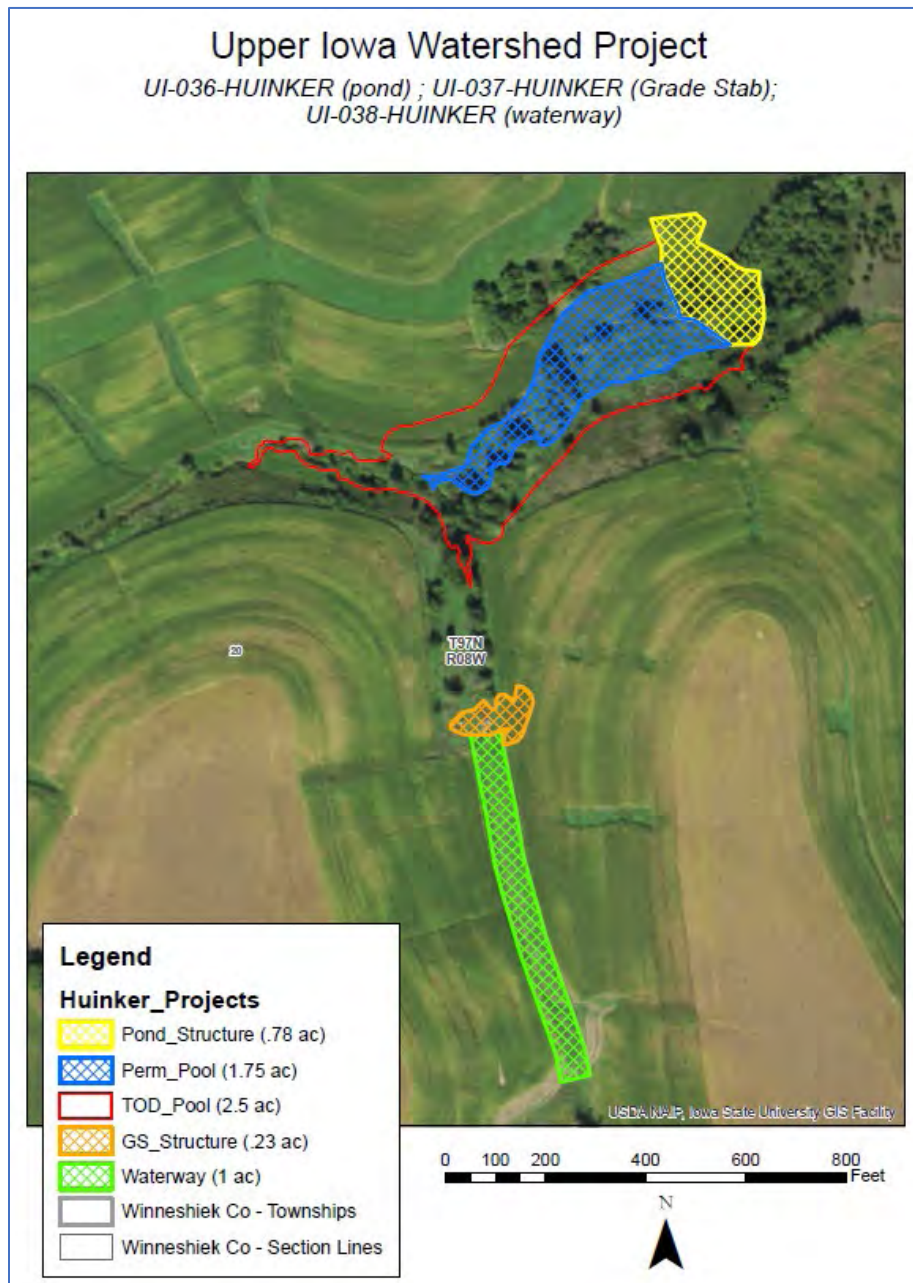 Upper Iowa Watershed Project
UI-036-HUINKER (pond) ; UI-037-HUINKER (Grade Stab);
UI-038-HUINKER (waterway)
20
T97N
R08W
Legend
Huinker_Projects
Pond_Structure (.78 ac)
Perm_Pool (1.75 ac)
TOD_Pool (2.5 ac)
GS_Structure (.23 ac)
Waterway (1 ac)
Winneshiek Co - Townships
Winneshiek Co - Section Lines
USDA NAIP, Iowa State University GIS Facility
0 100 200 400 600 800
Feet
N